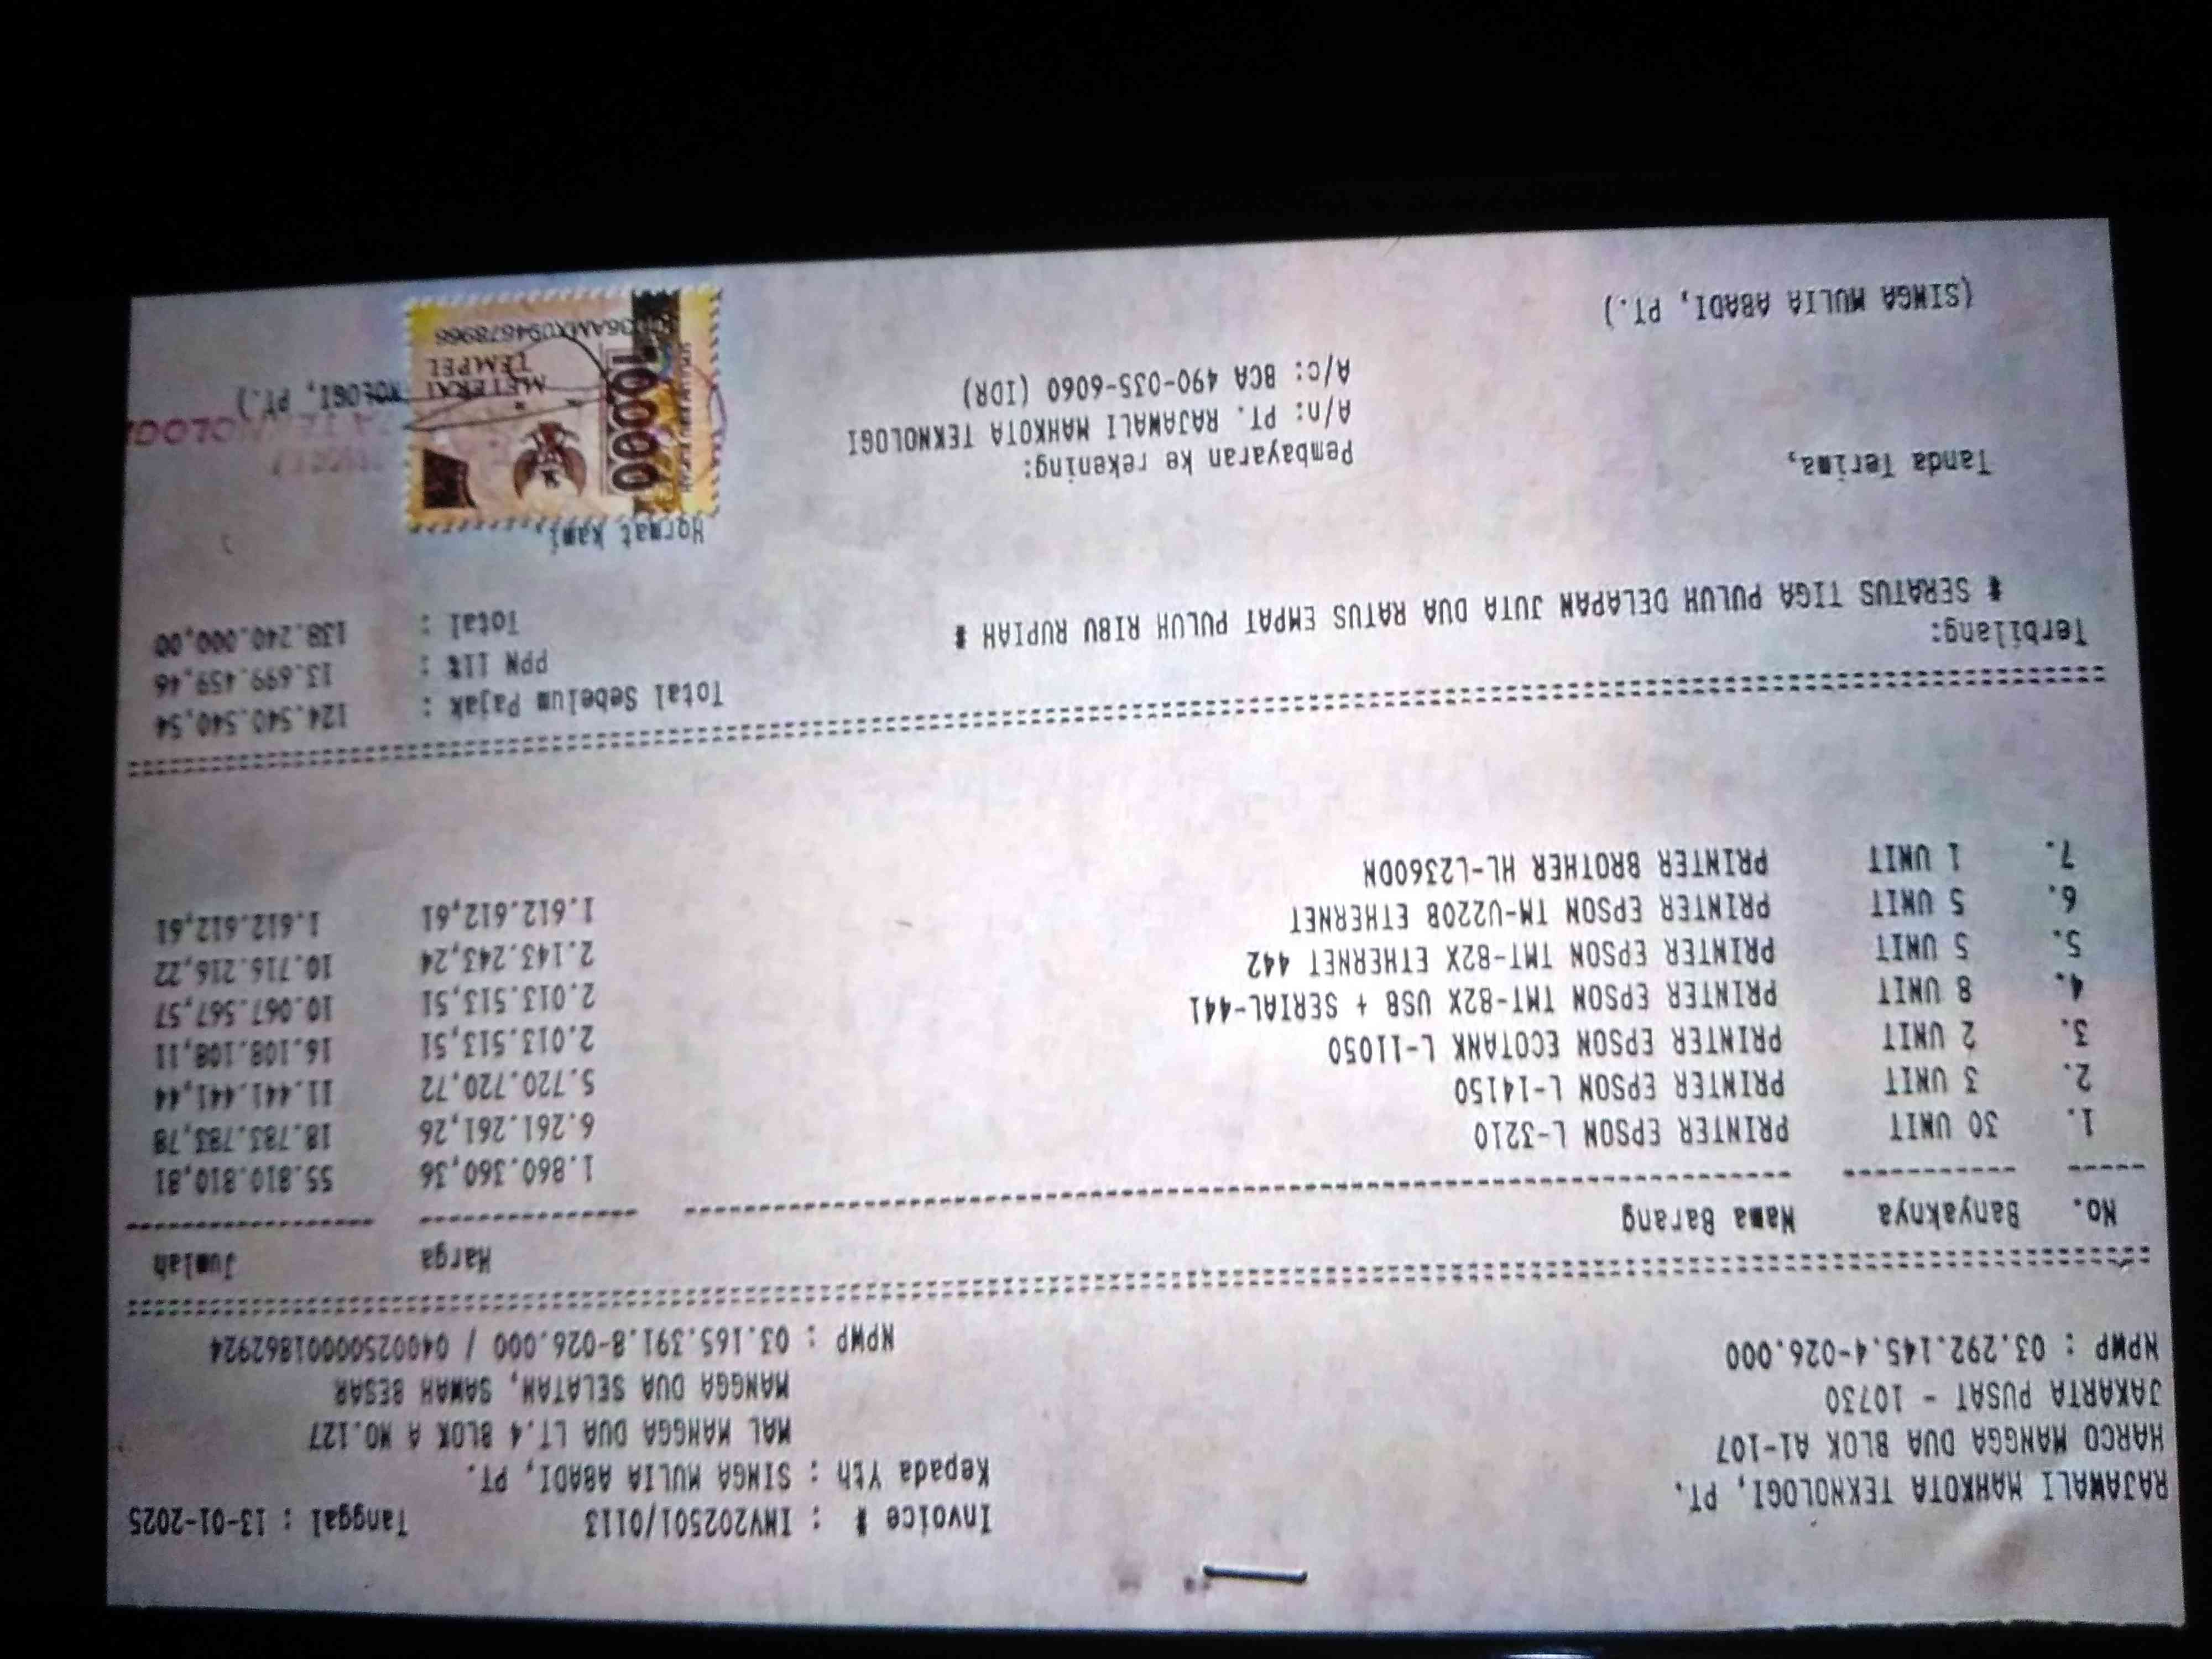 RAJAWALI MAHKOTA TEKNOLOGI, PT.
HARCO MANGGA DUA BLOK A1-107
JAKARTA PUSAT - 10730
NPWP : 03.292.145.4-026.000
Invoice # : INV202501/0113 Tanggal : 13-01-2025
Kepada Yth : SINGA MULIA ABADI, PT.
MAL MANGGA DUA LT.4 BLOK A NO.127
MANGGA DUA SELATAN, SAWAH BESAR
NPWP : 03.165.391.8-026.000 / 04002500001862924
No. Banyaknya Nama Barang Harga Jumlah
1. 30 UNIT PRINTER EPSON L-3210 1.860.360,36 55.810.810,81
2. 3 UNIT PRINTER EPSON L-14150 6.261.261,26 18.783.783,78
3. 2 UNIT PRINTER EPSON ECOTANK L-11050 5.720.720,72 11.441.441,44
4. 8 UNIT PRINTER EPSON TMT-82X USB + SERIAL-441 2.013.513,51 16.108.108,11
5. 5 UNIT PRINTER EPSON TMT-82X ETHERNET 442 2.013.513,51 10.067.567,57
6. 5 UNIT PRINTER EPSON TM-U220B ETHERNET 2.143.243,24 10.716.216,22
7. 1 UNIT PRINTER BROTHER HL-L2360DN 1.612.612,61 1.612.612,61
Terbilang:
# SERATUS TIGA PULUH DELAPAN JUTA DUA RATUS EMPAT PULUH RIBU RUPIAH #
Total Sebelum Pajak : 124.540.540,54
PPN 11% : 13.699.459,46
Total : 138.240.000,00
Tanda Terima,
Pembayaran ke rekening:
A/n: PT. RAJAWALI MAHKOTA TEKNOLOGI
A/c: BCA 490-035-6060 (IDR)
Hormat kami,
10000
METERAI
TEMPEL
36AMX094678966
(SINGA MULIA ABADI, PT.)
NOLOGI, PT.)